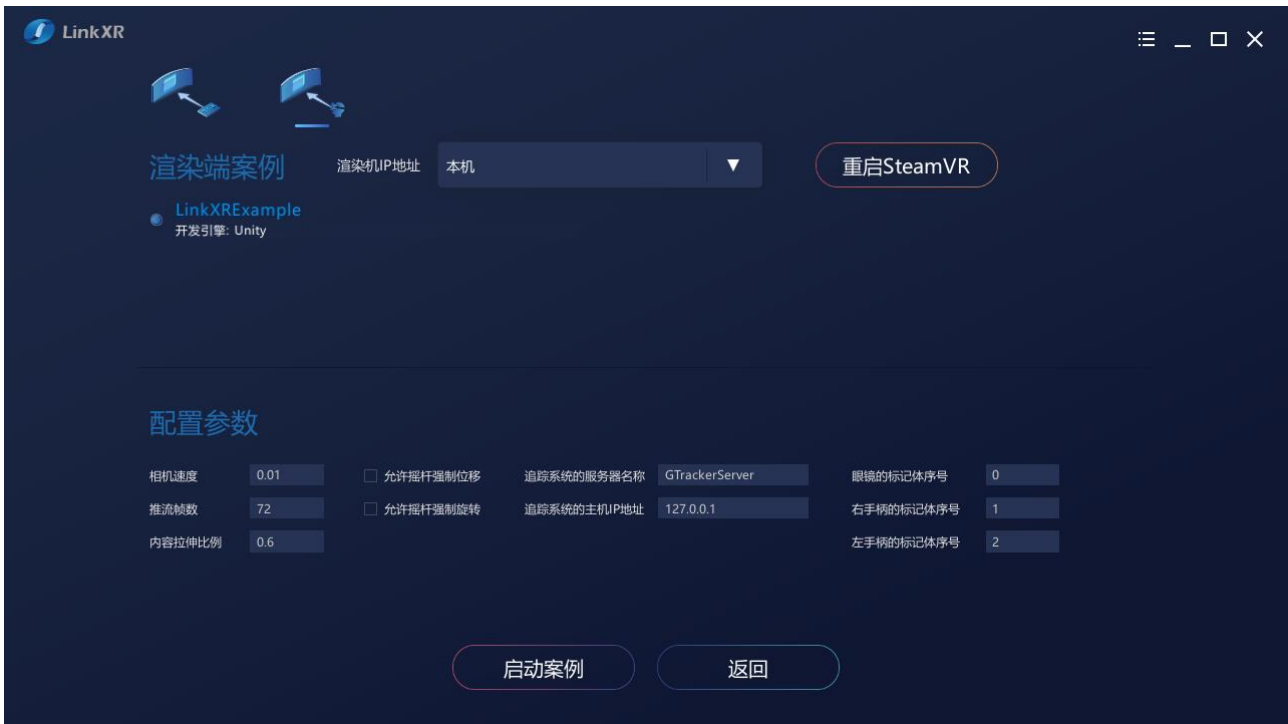 LinkXR
渲染端案例
渲染机IP地址
本机
重启SteamVR
LinkXRExample
开发引擎: Unity
配置参数
相机速度 0.01 允许摇杆强制位移 追踪系统的服务器名称 GTrackerServer 眼镜的标记体序号 0
推流帧数 72 允许摇杆强制旋转 追踪系统的主机IP地址 127.0.0.1 右手柄的标记体序号 1
内容拉伸比例 0.6 左手柄的标记体序号 2
启动案例
返回